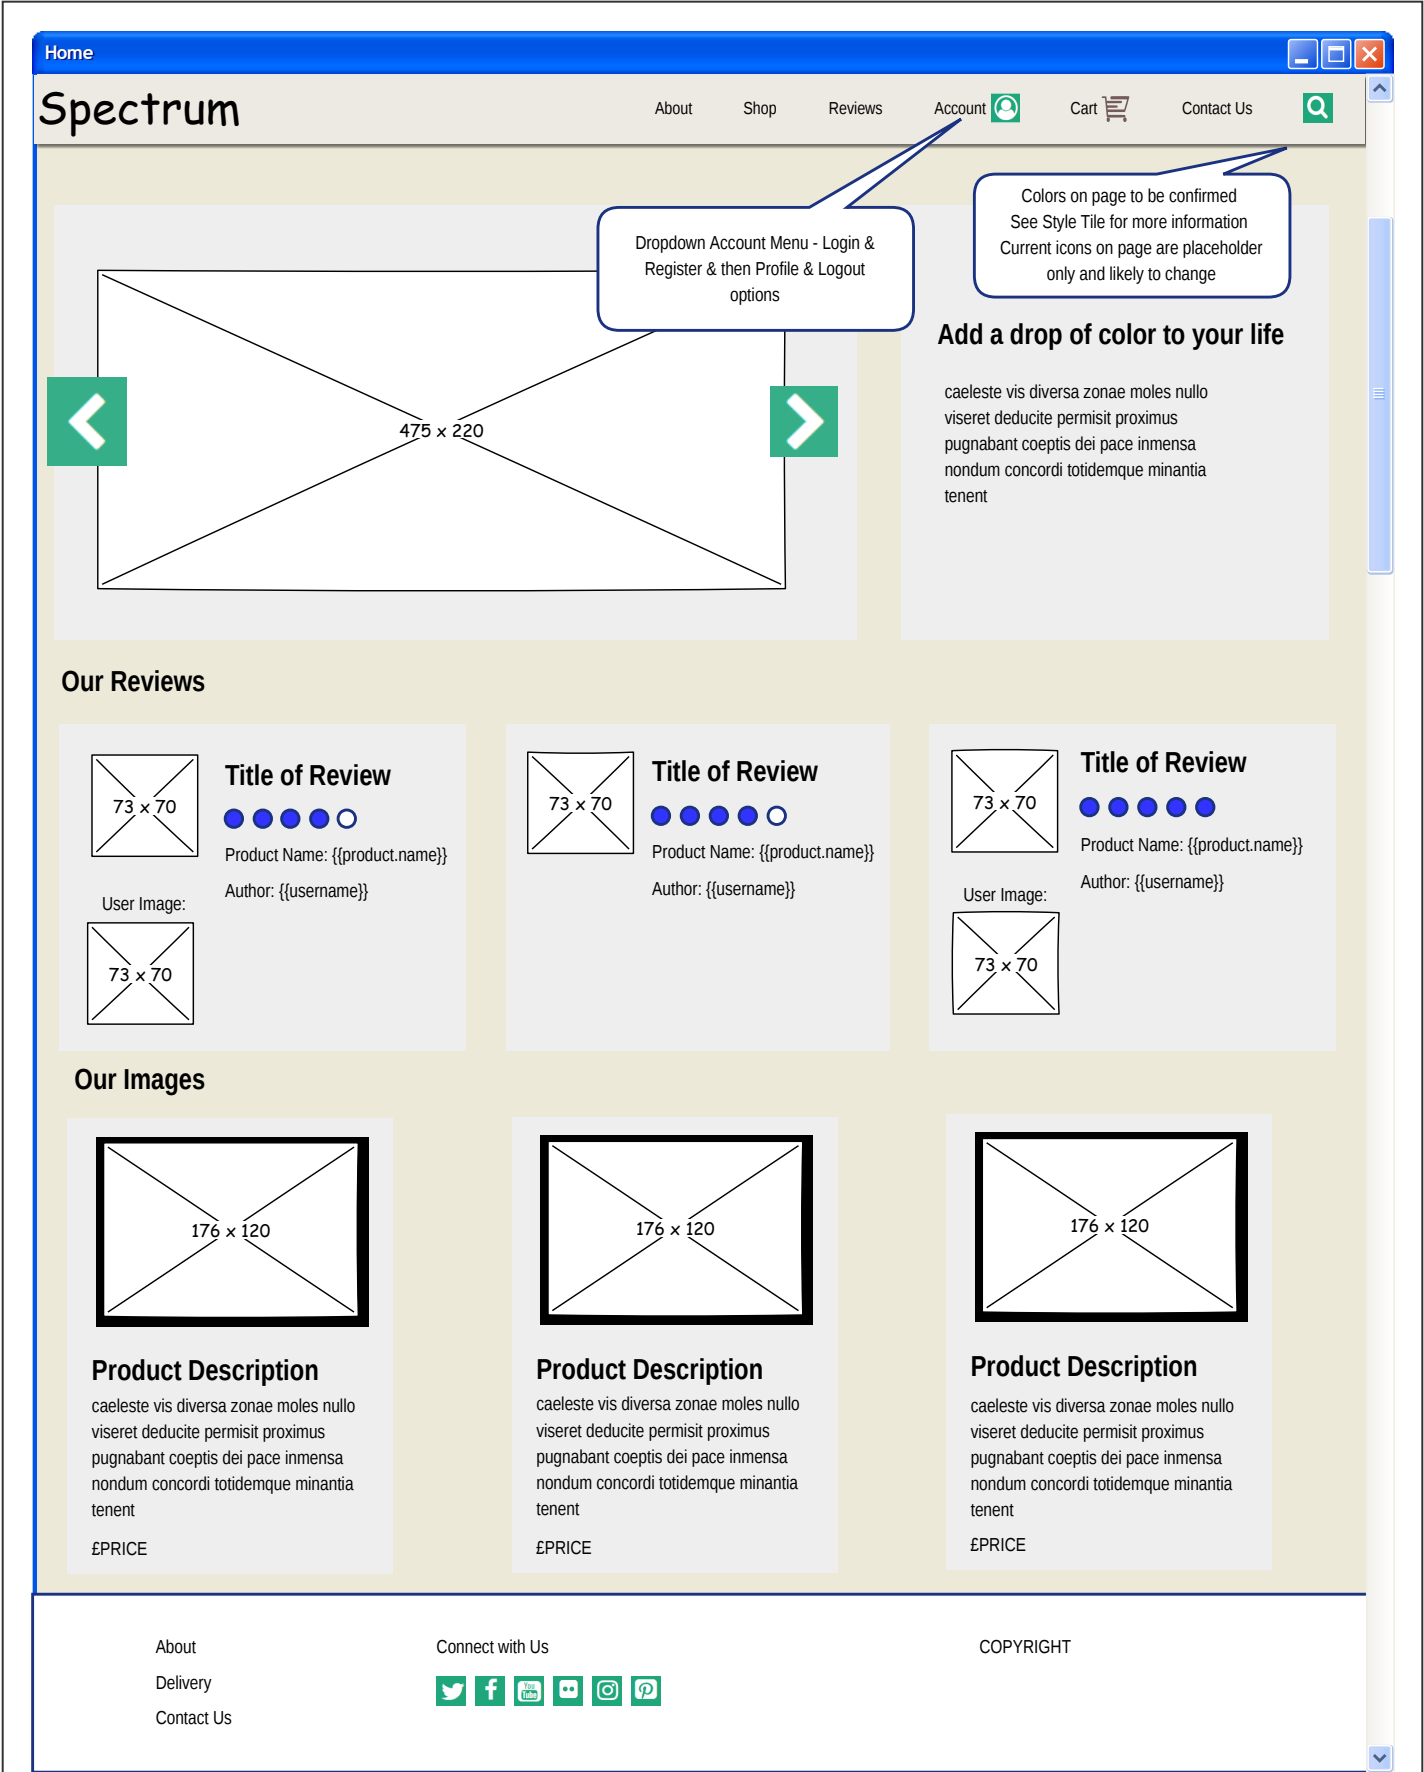 Home
Spectrum
About
Shop
Reviews
Account
Cart
Contact Us
Colors on page to be confirmed
See Style Tile for more information
Current icons on page are placeholder
only and likely to change
Dropdown Account Menu - Login &
Register & then Profile & Logout
options
475 x 220
Add a drop of color to your life
caeleste vis diversa zonae moles nullo
viseret deducite permisit proximus
pugnabant coeptis dei pace inmensa
nondum concordi totidemque minantia
tenent
Our Reviews
73 x 70
Title of Review
Product Name: {{product.name}}
Author: {{username}}
User Image:
73 x 70
73 x 70
Title of Review
Product Name: {{product.name}}
Author: {{username}}
73 x 70
Title of Review
Product Name: {{product.name}}
Author: {{username}}
User Image:
73 x 70
Our Images
176 x 120
Product Description
caeleste vis diversa zonae moles nullo
viseret deducite permisit proximus
pugnabant coeptis dei pace inmensa
nondum concordi totidemque minantia
tenent
£PRICE
176 x 120
Product Description
caeleste vis diversa zonae moles nullo
viseret deducite permisit proximus
pugnabant coeptis dei pace inmensa
nondum concordi totidemque minantia
tenent
£PRICE
176 x 120
Product Description
caeleste vis diversa zonae moles nullo
viseret deducite permisit proximus
pugnabant coeptis dei pace inmensa
nondum concordi totidemque minantia
tenent
£PRICE
About
Delivery
Contact Us
Connect with Us
You
Tube
COPYRIGHT